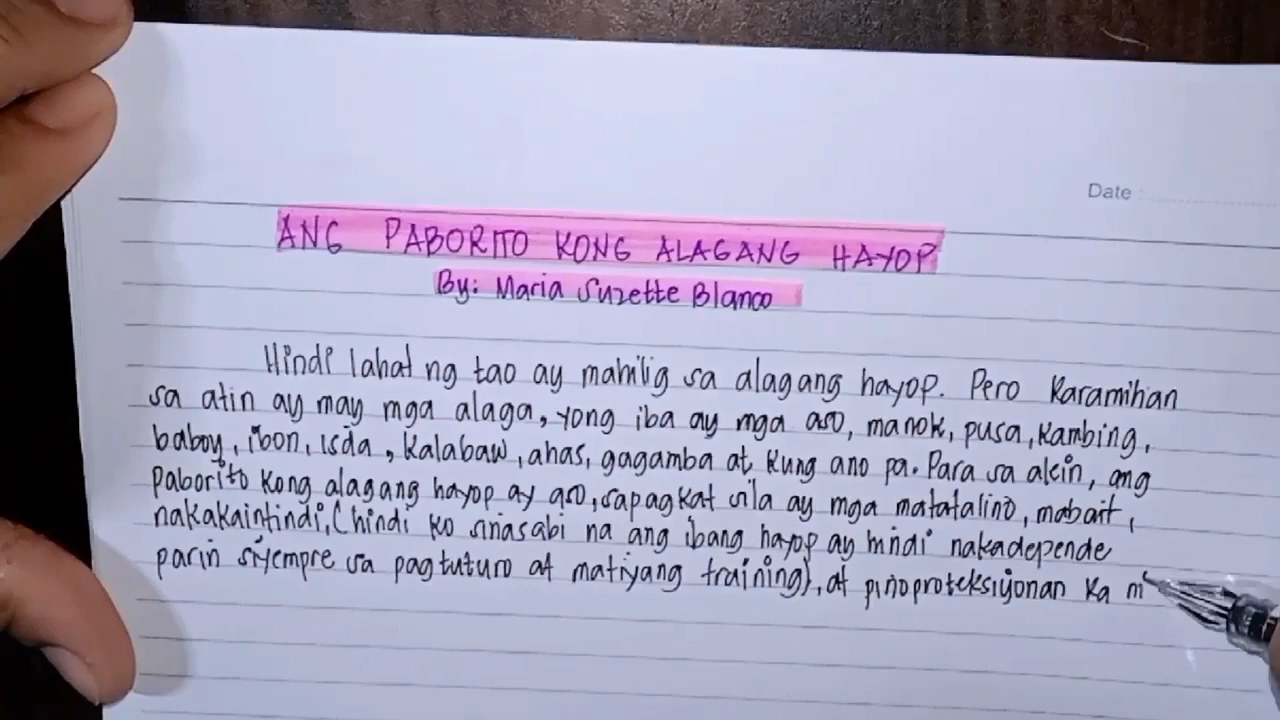 Date :
ANG PABORITO KONG ALAGANG HAYOP
By: Maria Suzette Blanco
Hindi lahat ng tao ay mahilig sa alagang hayop. Pero karamihan
sa atin ay may mga alaga, yong iba ay mga aso, manok, pusa, kambing,
baboy, ibon, isda, kalabaw, ahas, gagamba at kung ano pa. Para sa akin, ang
paborito kong alagang hayop ay aso, sapagkat sila ay mga matatalino, mabait,
nakakaintindi, (hindi ko sinasabi na ang ibang hayop ay hindi nakadepende
parin siyempre sa pagtuturo at matiyang training), at pinoproteksiyonan ka ni